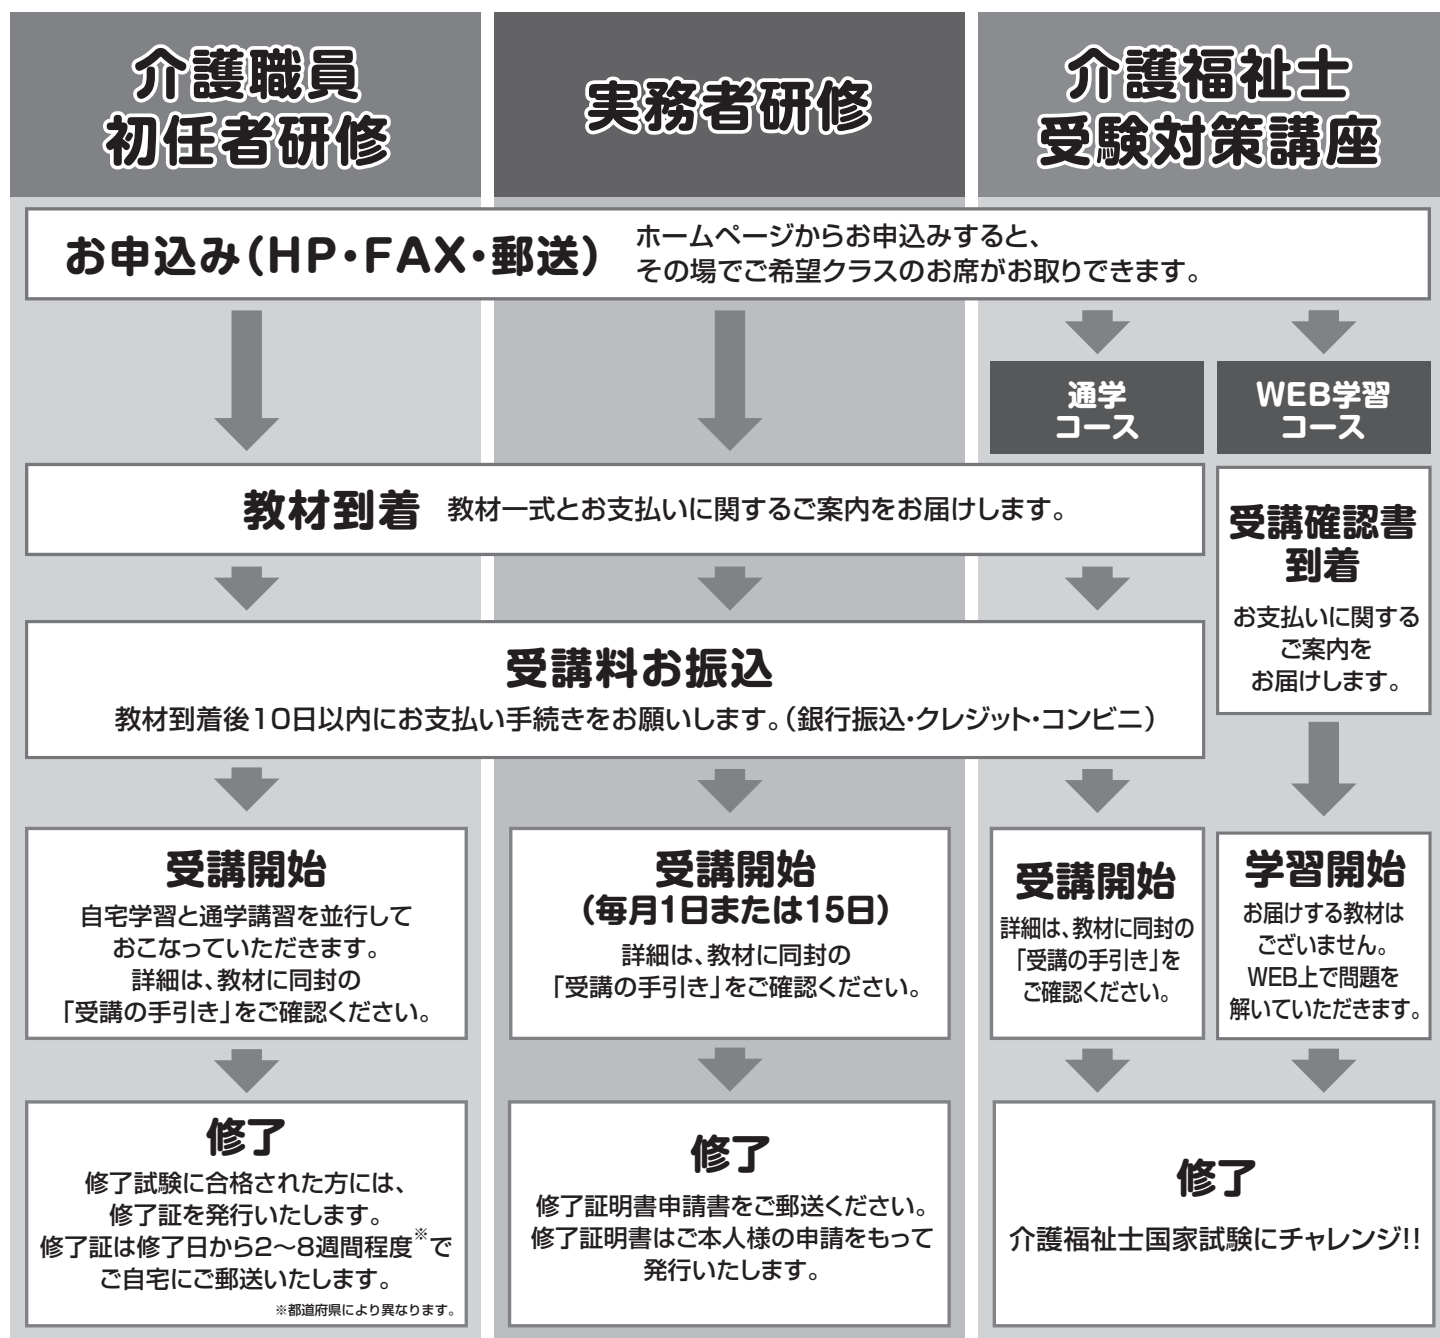 介護職員
初任者研修
実務者研修
介護福祉士
受験対策講座
お申込み(HP・FAX・郵送)
ホームページからお申込みすると、
その場でご希望クラスのお席がお取りできます。
通学
コース
WEB学習
コース
教材到着
教材一式とお支払いに関するご案内をお届けします。
受講確認書
到着
お支払いに関する
ご案内を
お届けします。
受講料お振込
教材到着後10日以内にお支払い手続きをお願いします。(銀行振込・クレジット・コンビニ)
受講開始
自宅学習と通学講習を並行して
おこなっていただきます。
詳細は、教材に同封の
「受講の手引き」をご確認ください。
受講開始
(毎月1日または15日)
詳細は、教材に同封の
「受講の手引き」をご確認ください。
受講開始
詳細は、教材に同封の
「受講の手引き」を
ご確認ください。
学習開始
お届けする教材は
ございません。
WEB上で問題を
解いていただきます。
修了
修了試験に合格された方には、
修了証を発行いたします。
修了証は修了日から2〜8週間程度※で
ご自宅にご郵送いたします。
※都道府県により異なります。
修了
修了証明書申請書をご郵送ください。
修了証明書はご本人様の申請をもって
発行いたします。
修了
介護福祉士国家試験にチャレンジ!!